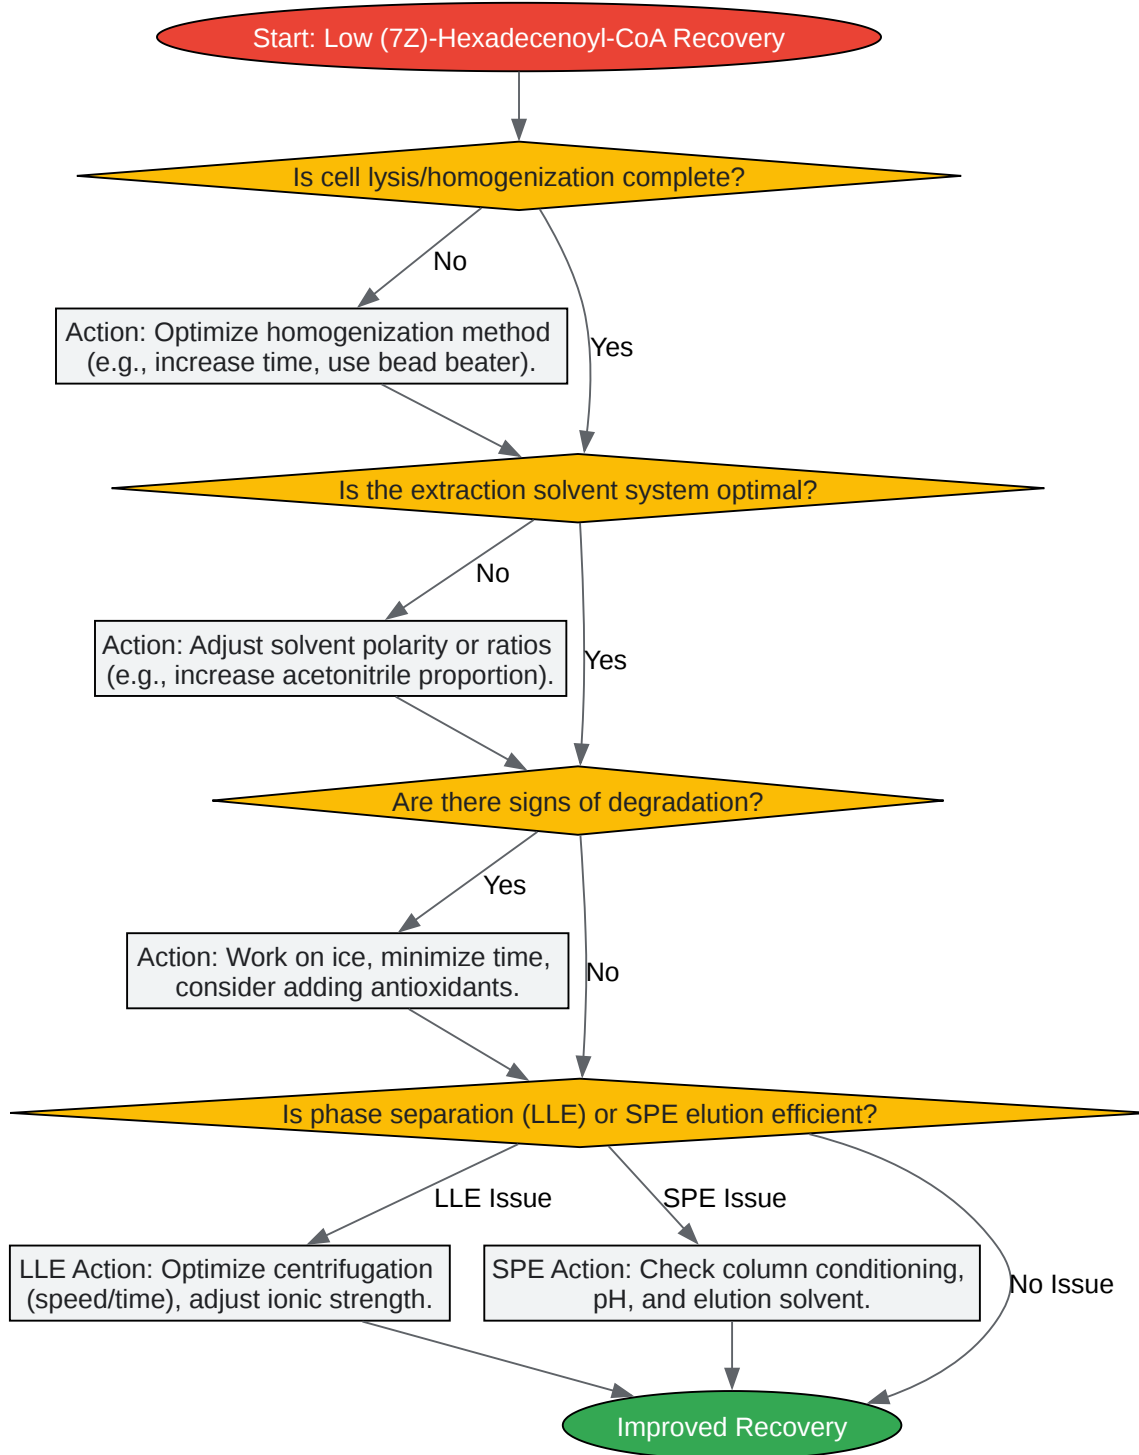 Start: Low (7Z)-Hexadecenoyl-CoA Recovery
Is cell lysis/homogenization complete?
No
Action: Optimize homogenization method
(e.g., increase time, use bead beater).
Yes
Is the extraction solvent system optimal?
No
Action: Adjust solvent polarity or ratios
(e.g., increase acetonitrile proportion).
Yes
Are there signs of degradation?
Yes
Action: Work on ice, minimize time,
consider adding antioxidants.
No
Is phase separation (LLE) or SPE elution efficient?
LLE Issue
SPE Issue
LLE Action: Optimize centrifugation
(speed/time), adjust ionic strength.
SPE Action: Check column conditioning,
pH, and elution solvent.
No Issue
Improved Recovery